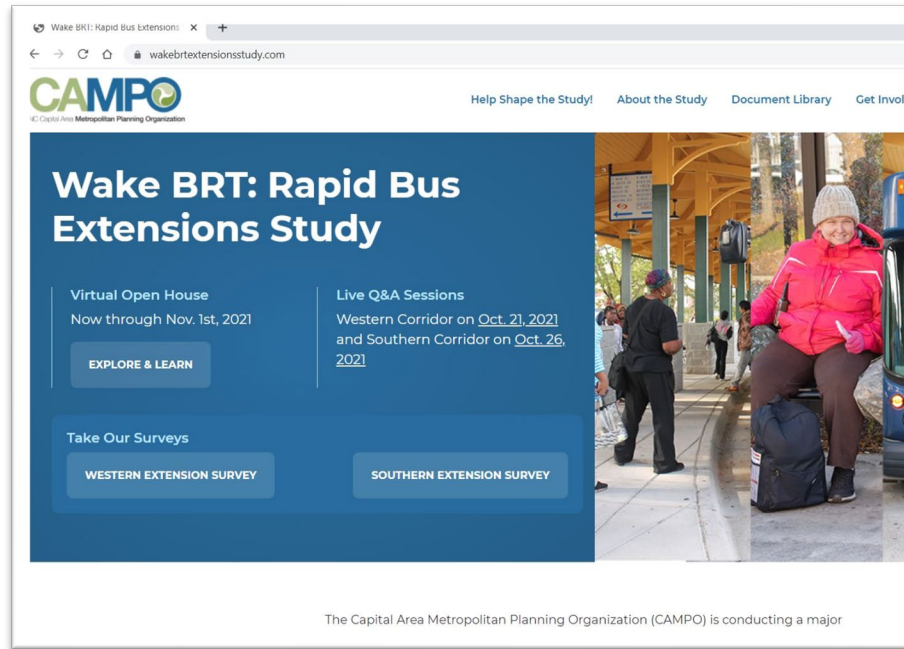 Wake BRT: Rapid Bus Extensions
wakebrtextensionsstudy.com
CAMPO
NC Capital Area Metropolitan Planning Organization
Help Shape the Study!
About the Study
Document Library
Get Invol
Wake BRT: Rapid Bus
Extensions Study
Virtual Open House
Now through Nov. 1st, 2021
EXPLORE & LEARN
Live Q&A Sessions
Western Corridor on Oct. 21, 2021
and Southern Corridor on Oct. 26,
2021
Take Our Surveys
WESTERN EXTENSION SURVEY
SOUTHERN EXTENSION SURVEY
The Capital Area Metropolitan Planning Organization (CAMPO) is conducting a major